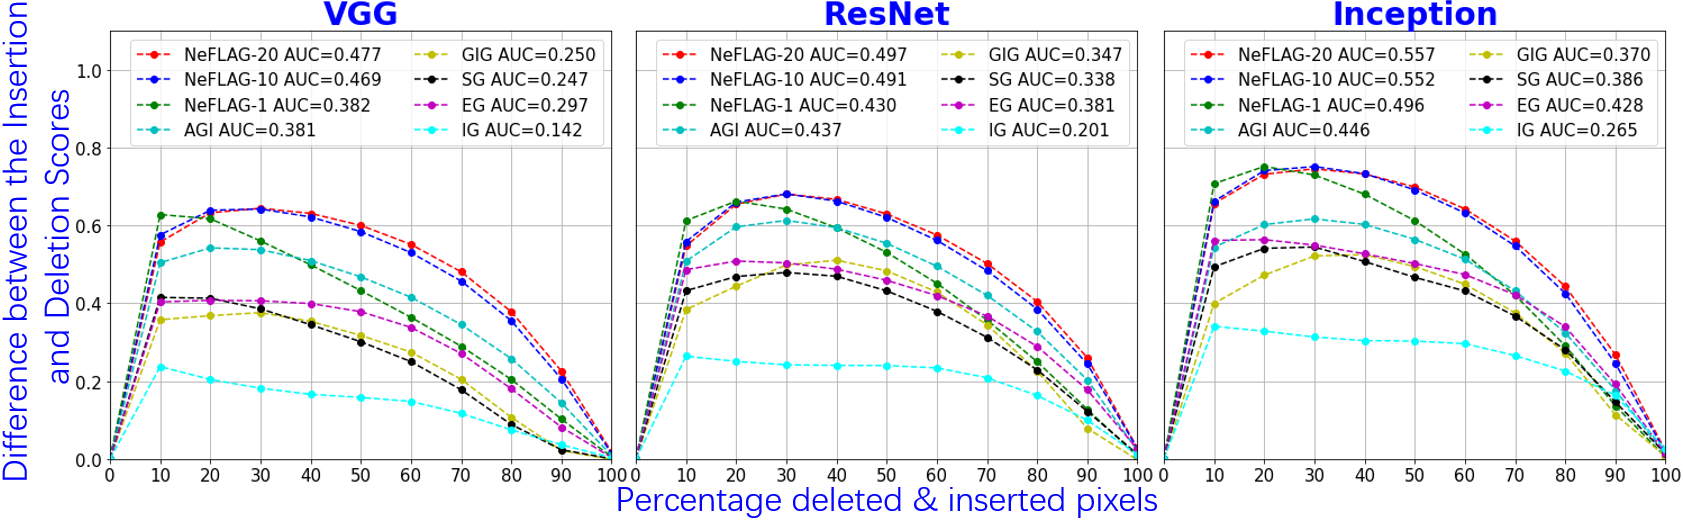 Difference between the Insertion
and Deletion Scores
VGG
NeFLAG-20 AUC=0.477
NeFLAG-10 AUC=0.469
NeFLAG-1 AUC=0.382
AGI AUC=0.381
GIG AUC=0.250
SG AUC=0.247
EG AUC=0.297
IG AUC=0.142
1.0
0.8
0.6
0.4
0.2
0.0
0 10 20 30 40 50 60 70 80 90 100
ResNet
NeFLAG-20 AUC=0.497
NeFLAG-10 AUC=0.491
NeFLAG-1 AUC=0.430
AGI AUC=0.437
GIG AUC=0.347
SG AUC=0.338
EG AUC=0.381
IG AUC=0.201
0 10 20 30 40 50 60 70 80 90 100
Inception
NeFLAG-20 AUC=0.557
NeFLAG-10 AUC=0.552
NeFLAG-1 AUC=0.496
AGI AUC=0.446
GIG AUC=0.370
SG AUC=0.386
EG AUC=0.428
IG AUC=0.265
0 10 20 30 40 50 60 70 80 90 100
Percentage deleted & inserted pixels